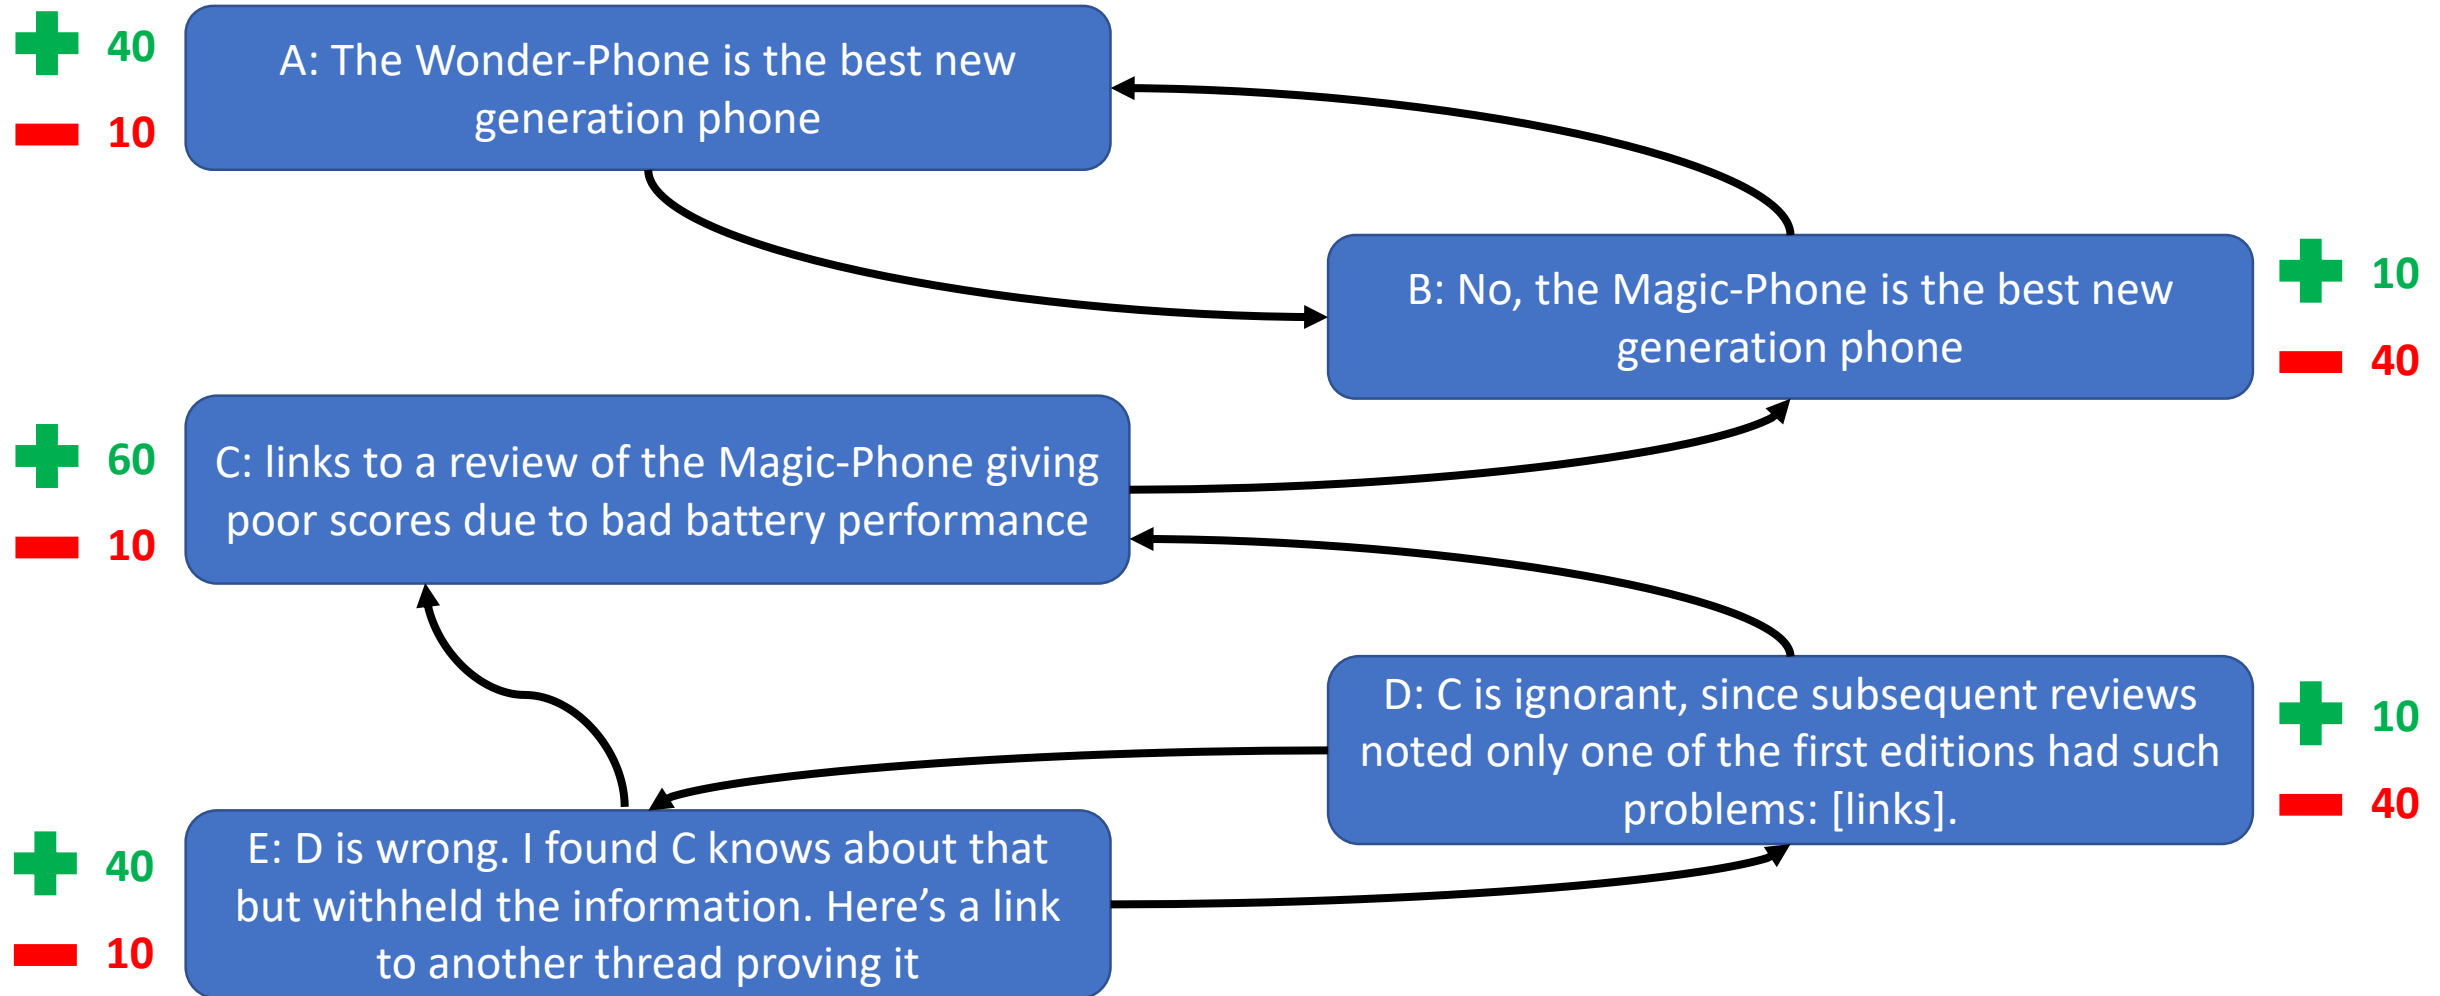 40
10
A: The Wonder-Phone is the best new
generation phone
B: No, the Magic-Phone is the best new
generation phone
10
40
60
10
C: links to a review of the Magic-Phone giving
poor scores due to bad battery performance
D: C is ignorant, since subsequent reviews
noted only one of the first editions had such
problems: [links].
10
40
40
10
E: D is wrong. I found C knows about that
but withheld the information. Here’s a link
to another thread proving it